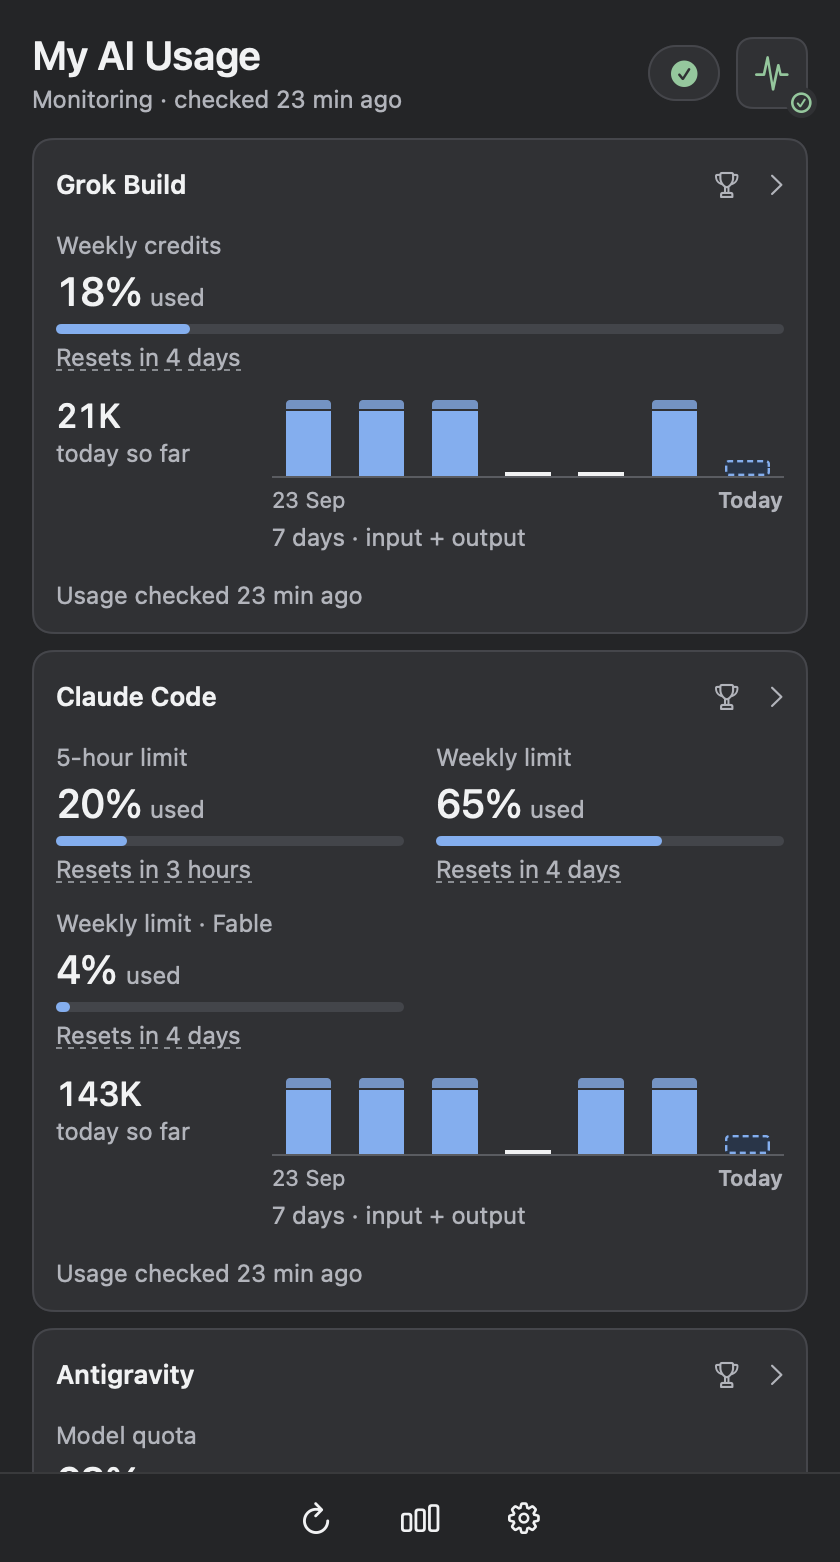 My AI Usage
Monitoring · checked 23 min ago
Grok Build
Weekly credits
18% used
Resets in 4 days
21K
today so far
23 Sep
Today
7 days · input + output
Usage checked 23 min ago
Claude Code
5-hour limit
20% used
Resets in 3 hours
Weekly limit
65% used
Resets in 4 days
Weekly limit · Fable
4% used
Resets in 4 days
143K
today so far
23 Sep
Today
7 days · input + output
Usage checked 23 min ago
Antigravity
Model quota